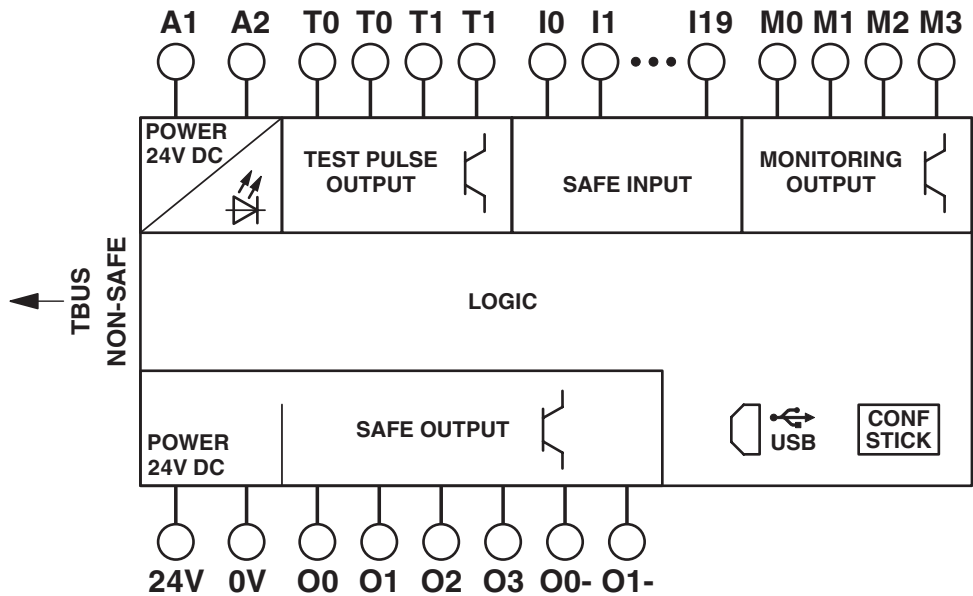 A1 A2 T0 T0 T1 T1 I0 I1 ••• I19 M0 M1 M2 M3
POWER
24V DC
TEST PULSE
OUTPUT
SAFE INPUT
MONITORING
OUTPUT
TBUS
NON-SAFE
LOGIC
POWER
24V DC
SAFE OUTPUT
USB
CONF
STICK
24V 0V O0 O1 O2 O3 O0- O1-